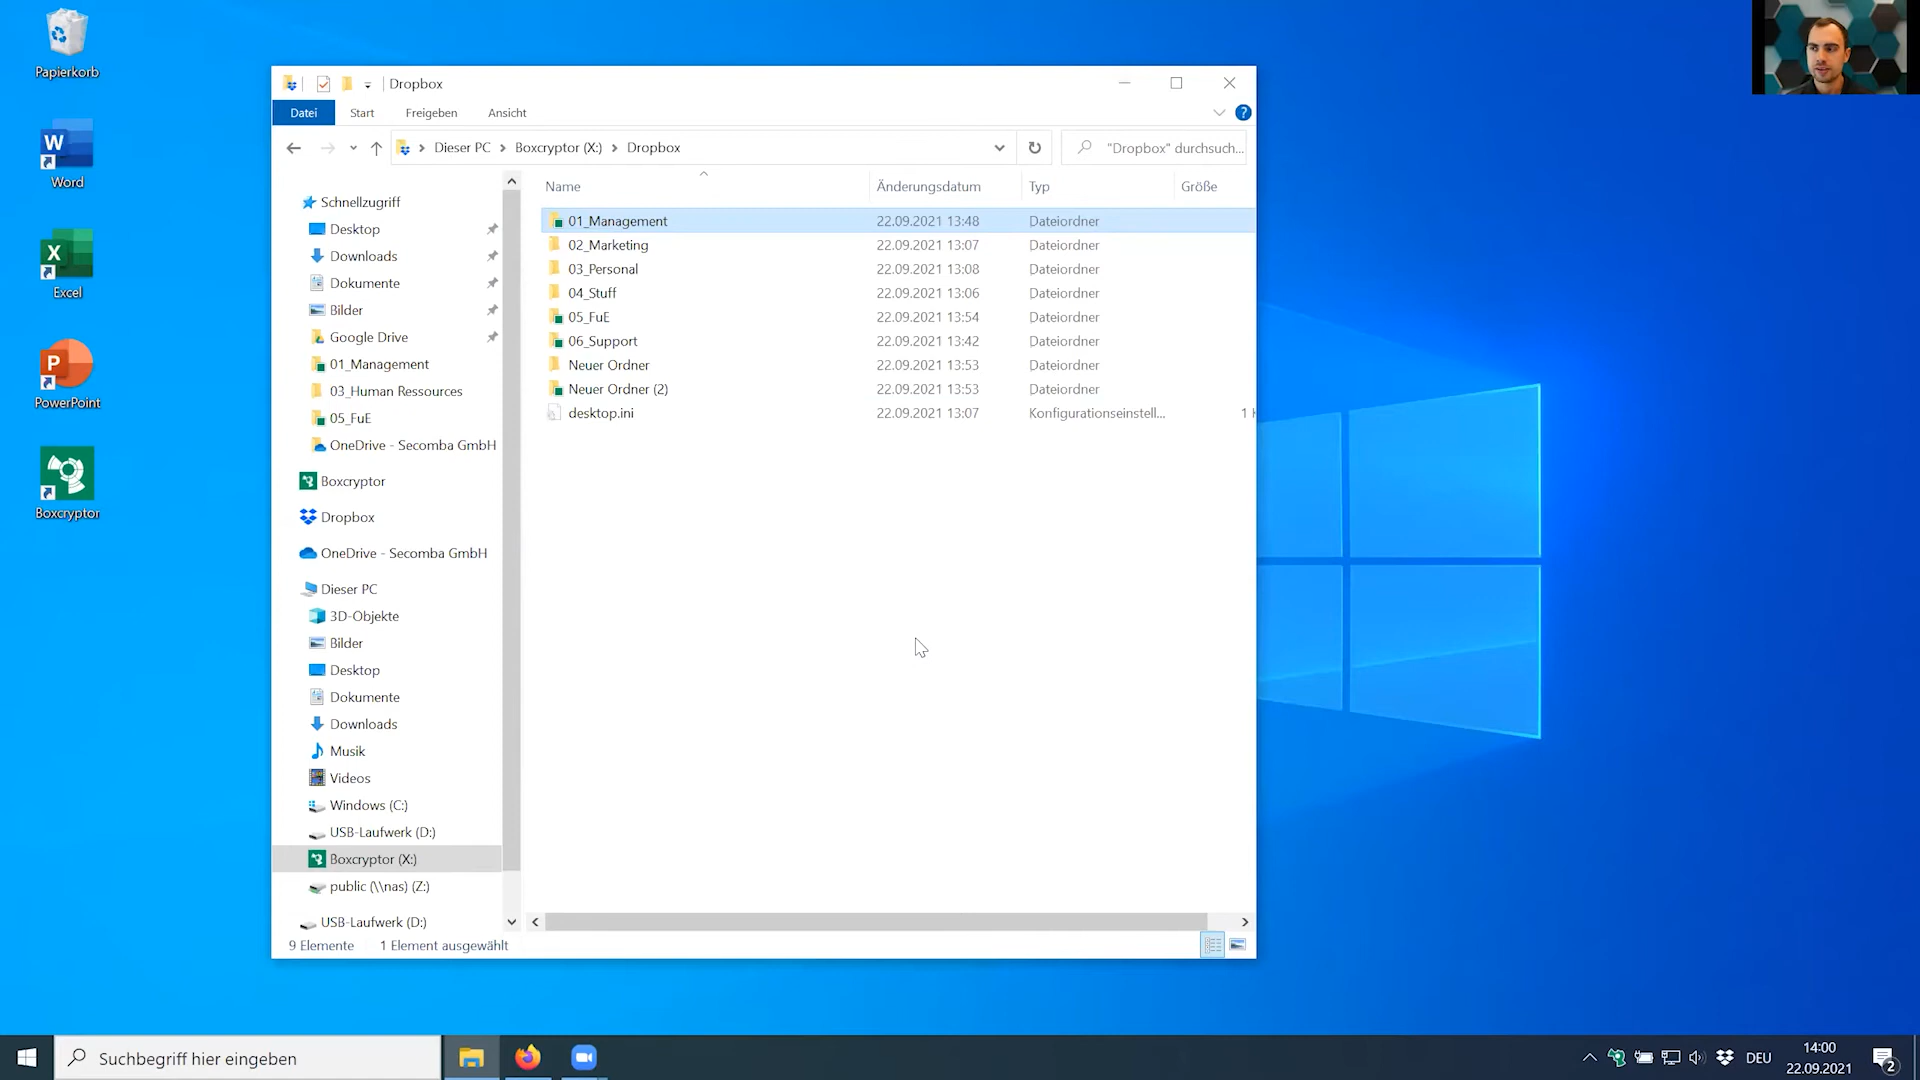 Papierkorb
Word
Excel
PowerPoint
Boxcryptor
Dropbox
Datei Start Freigeben Ansicht
Dieser PC Boxcryptor (X:) Dropbox
"Dropbox" durchsuch...
Name Änderungsdatum Typ Größe
01_Management 22.09.2021 13:48 Dateiordner
02_Marketing 22.09.2021 13:07 Dateiordner
03_Personal 22.09.2021 13:08 Dateiordner
04_Stuff 22.09.2021 13:06 Dateiordner
05_FuE 22.09.2021 13:54 Dateiordner
06_Support 22.09.2021 13:42 Dateiordner
Neuer Ordner 22.09.2021 13:53 Dateiordner
Neuer Ordner (2) 22.09.2021 13:53 Dateiordner
desktop.ini 22.09.2021 13:07 Konfigurationseinstell... 1
Schnellzugriff
Desktop
Downloads
Dokumente
Bilder
Google Drive
01_Management
03_Human Ressources
05_FuE
OneDrive - Secomba GmbH
Boxcryptor
Dropbox
OneDrive - Secomba GmbH
Dieser PC
3D-Objekte
Bilder
Desktop
Dokumente
Downloads
Musik
Videos
Windows (C:)
USB-Laufwerk (D:)
Boxcryptor (X:)
public (\\nas) (Z:)
USB-Laufwerk (D:)
9 Elemente 1 Element ausgewählt
Suchbegriff hier eingeben
DEU
14:00
22.09.2021
2